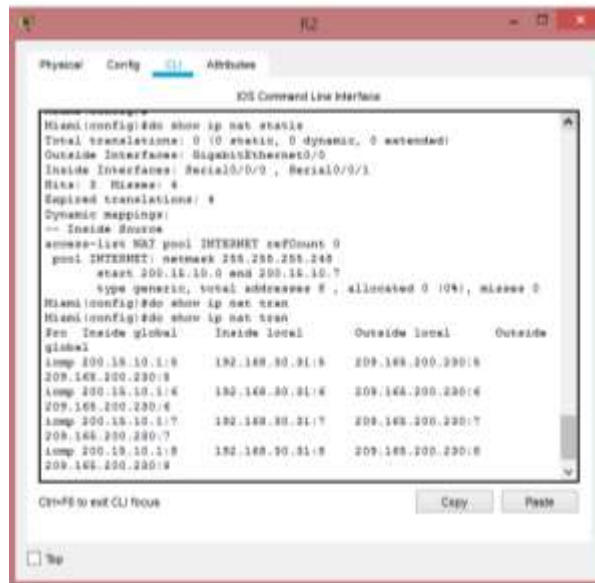 R2
Physical Config CLI Attributes
IOS Command Line Interface
Miami(config)#do show ip nat statis
Total translations: 0 (0 static, 0 dynamic, 0 extended)
Outside Interfaces: GigabitEthernet0/0
Inside Interfaces: Serial0/0/0 , Serial0/0/1
Hits: 3 Misses: 4
Expired translations: 4
Dynamic mappings:
-- Inside Source
access-list NAT pool INTERNET refCount 0
pool INTERNET: netmask 255.255.255.248
start 200.15.10.0 end 200.15.10.7
type generic, total addresses 8 , allocated 0 (0%), misses 0
Miami(config)#do show ip nat tran
Miami(config)#do show ip nat tran
Pro Inside global Inside local Outside local Outside
global
icmp 200.15.10.1:5 192.168.30.31:5 209.165.200.230:5
209.165.200.230:5
icmp 200.15.10.1:6 192.168.30.31:6 209.165.200.230:6
209.165.200.230:6
icmp 200.15.10.1:7 192.168.30.31:7 209.165.200.230:7
209.165.200.230:7
icmp 200.15.10.1:8 192.168.30.31:8 209.165.200.230:8
209.165.200.230:8
Ctrl+F6 to exit CLI focus
Copy Paste
Top